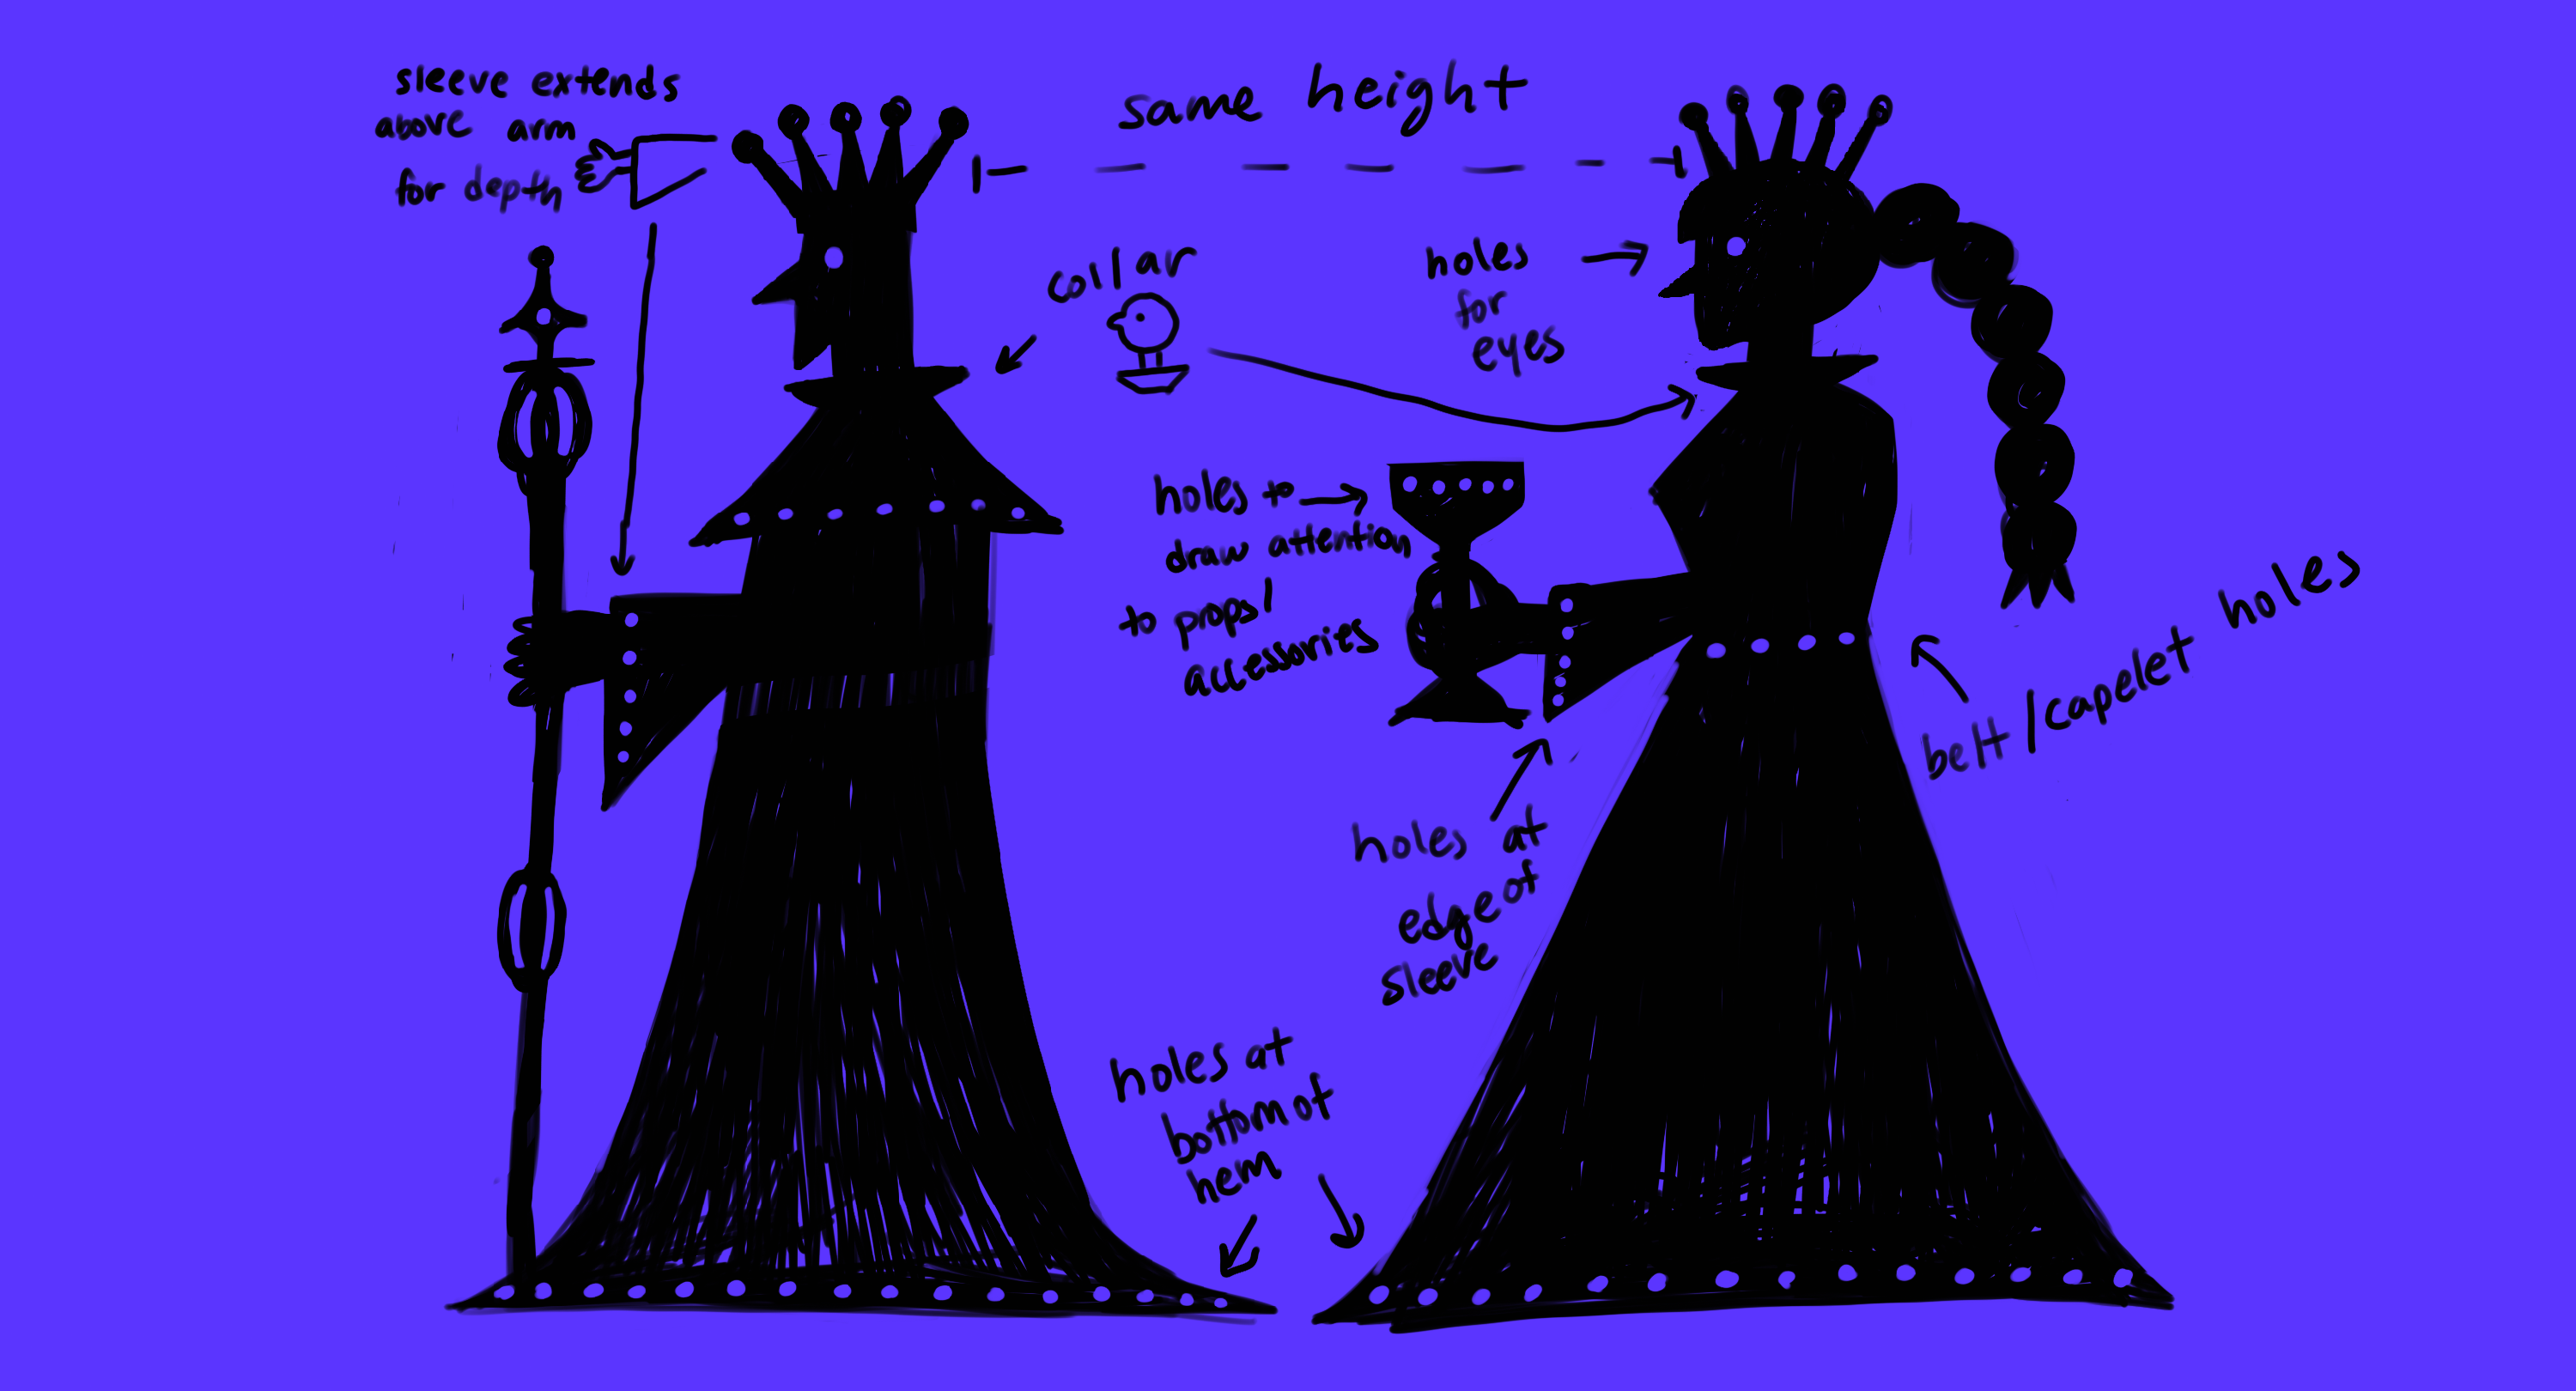 sleeve extends
above arm
for depth
same height
collar
holes
for
eyes
holes to
draw attention
to props/
accessories
belt/capelet holes
holes at
edge of
sleeve
holes at
bottom of
hem